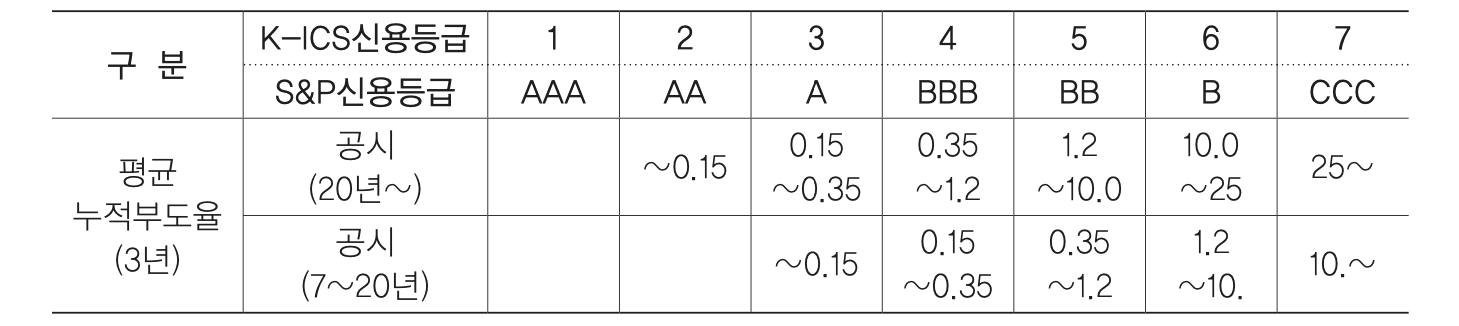 구 분 K-ICS신용등급 1 2 3 4 5 6 7
S&P신용등급 AAA AA A BBB BB B CCC
평균
누적부도율
(3년)
공시
(20년~)
~0.15
0.15
~0.35
0.35
~1.2
1.2
~10.0
10.0
~25
25~
공시
(7~20년)
~0.15
0.15
~0.35
0.35
~1.2
1.2
~10.
10.~